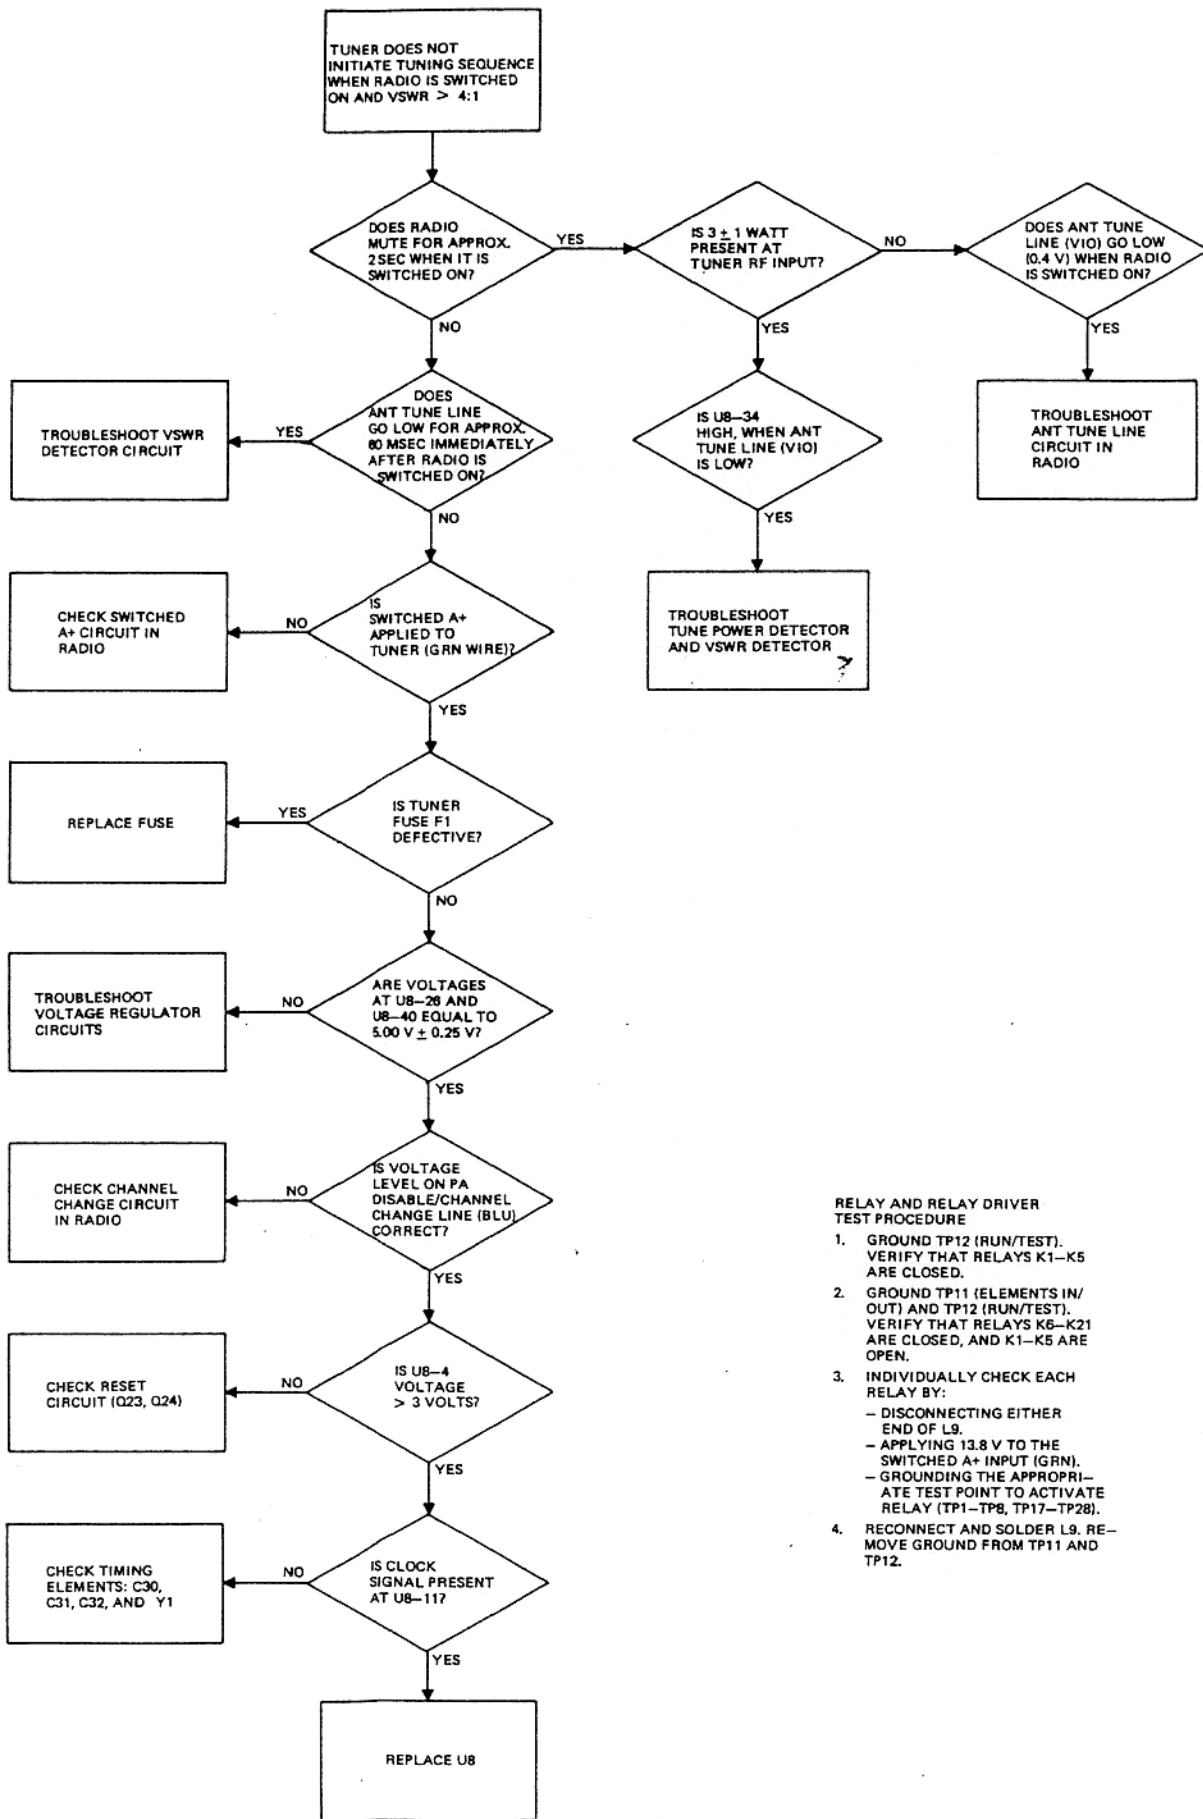 TUNER DOES NOT
INITIATE TUNING SEQUENCE
WHEN RADIO IS SWITCHED
ON AND VSWR > 4:1
DOES RADIO
MUTE FOR APPROX.
2 SEC WHEN IT IS
SWITCHED ON?
YES
IS 3 ± 1 WATT
PRESENT AT
TUNER RF INPUT?
NO
DOES ANT TUNE
LINE (VIO) GO LOW
(0.4 V) WHEN RADIO
IS SWITCHED ON?
NO
YES
YES
DOES
ANT TUNE LINE
GO LOW FOR APPROX.
60 MSEC IMMEDIATELY
AFTER RADIO IS
SWITCHED ON?
YES
TROUBLESHOOT VSWR
DETECTOR CIRCUIT
IS U8–34
HIGH, WHEN ANT
TUNE LINE (VIO)
IS LOW?
TROUBLESHOOT
ANT TUNE LINE
CIRCUIT IN
RADIO
NO
YES
IS
SWITCHED A+
APPLIED TO
TUNER (GRN WIRE)?
NO
CHECK SWITCHED
A+ CIRCUIT IN
RADIO
TROUBLESHOOT
TUNE POWER DETECTOR
AND VSWR DETECTOR
YES
IS TUNER
FUSE F1
DEFECTIVE?
YES
REPLACE FUSE
NO
ARE VOLTAGES
AT U8–26 AND
U8–40 EQUAL TO
5.00 V ± 0.25 V?
NO
TROUBLESHOOT
VOLTAGE REGULATOR
CIRCUITS
YES
IS VOLTAGE
LEVEL ON PA
DISABLE/CHANNEL
CHANGE LINE (BLU)
CORRECT?
NO
CHECK CHANNEL
CHANGE CIRCUIT
IN RADIO
YES
IS U8–4
VOLTAGE
> 3 VOLTS?
NO
CHECK RESET
CIRCUIT (Q23, Q24)
YES
IS CLOCK
SIGNAL PRESENT
AT U8–11?
NO
CHECK TIMING
ELEMENTS: C30,
C31, C32, AND Y1
YES
REPLACE U8
RELAY AND RELAY DRIVER
TEST PROCEDURE
1. GROUND TP12 (RUN/TEST).
VERIFY THAT RELAYS K1–K5
ARE CLOSED.
2. GROUND TP11 (ELEMENTS IN/
OUT) AND TP12 (RUN/TEST).
VERIFY THAT RELAYS K6–K21
ARE CLOSED, AND K1–K5 ARE
OPEN.
3. INDIVIDUALLY CHECK EACH
RELAY BY:
– DISCONNECTING EITHER
END OF L9.
– APPLYING 13.8 V TO THE
SWITCHED A+ INPUT (GRN).
– GROUNDING THE APPROPRI–
ATE TEST POINT TO ACTIVATE
RELAY (TP1–TP8, TP17–TP28).
4. RECONNECT AND SOLDER L9. RE–
MOVE GROUND FROM TP11 AND
TP12.